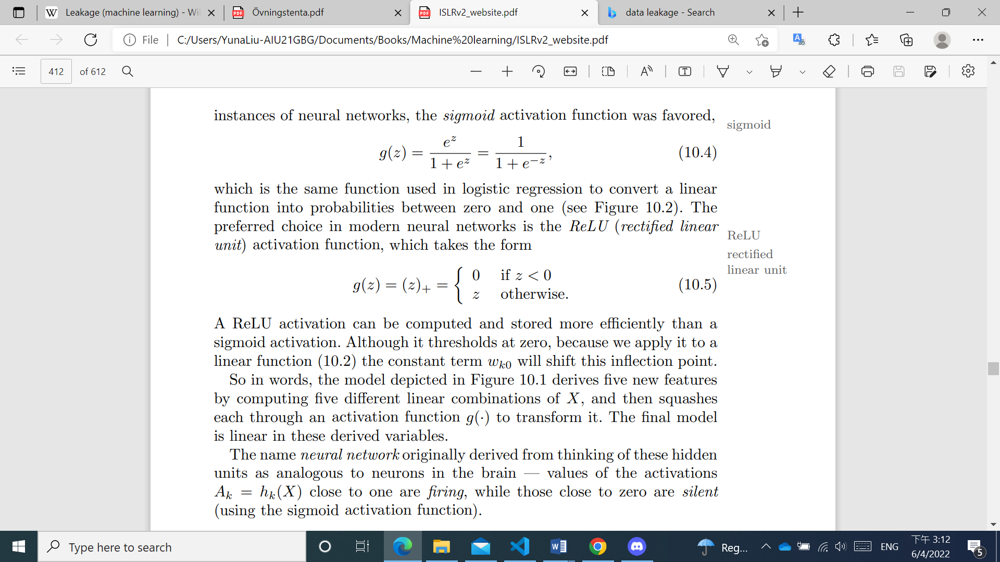 Leakage (machine learning) - Wi
Övningstenta.pdf
ISLRv2_website.pdf
data leakage - Search
File
C:/Users/YunaLiu-AIU21GBG/Documents/Books/Machine%20learning/ISLRv2_website.pdf
412 of 612
instances of neural networks, the sigmoid activation function was favored,
sigmoid
g(z) = e^z / (1 + e^z) = 1 / (1 + e^{−z}), (10.4)
which is the same function used in logistic regression to convert a linear
function into probabilities between zero and one (see Figure 10.2). The
preferred choice in modern neural networks is the ReLU (rectified linear
unit) activation function, which takes the form
ReLU
rectified
linear unit
g(z) = (z)_+ = { 0 if z < 0
z otherwise.
(10.5)
A ReLU activation can be computed and stored more efficiently than a
sigmoid activation. Although it thresholds at zero, because we apply it to a
linear function (10.2) the constant term w_{k0} will shift this inflection point.
So in words, the model depicted in Figure 10.1 derives five new features
by computing five different linear combinations of X, and then squashes
each through an activation function g(·) to transform it. The final model
is linear in these derived variables.
The name neural network originally derived from thinking of these hidden
units as analogous to neurons in the brain — values of the activations
A_k = h_k(X) close to one are firing, while those close to zero are silent
(using the sigmoid activation function).
Type here to search
Reg...
ENG
下午 3:12
6/4/2022
5